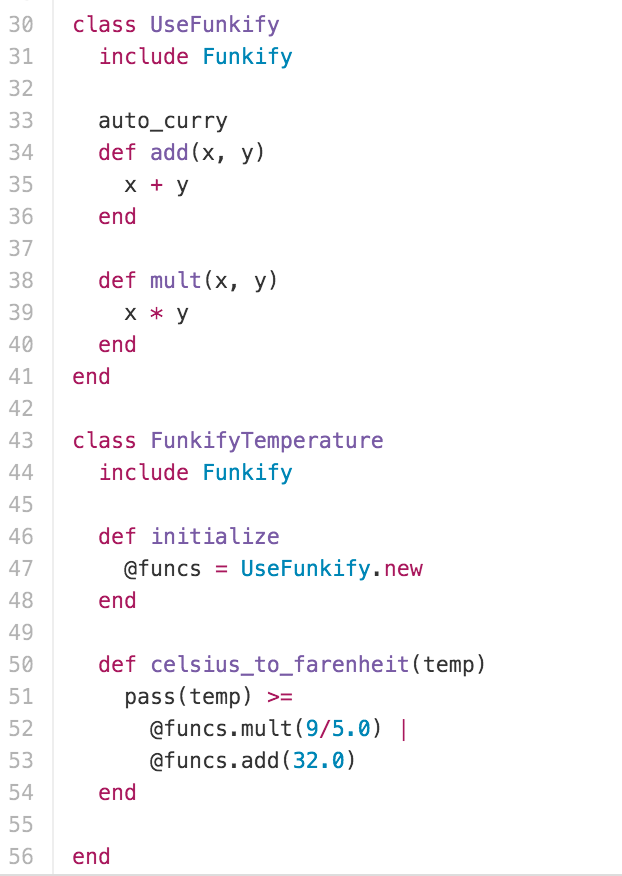 30 class UseFunkify
31   include Funkify
32
33   auto_curry
34   def add(x, y)
35     x + y
36   end
37
38   def mult(x, y)
39     x * y
40   end
41 end
42
43 class FunkifyTemperature
44   include Funkify
45
46   def initialize
47     @funcs = UseFunkify.new
48   end
49
50   def celsius_to_farenheit(temp)
51     pass(temp) >=
52       @funcs.mult(9/5.0) |
53       @funcs.add(32.0)
54   end
55
56 end